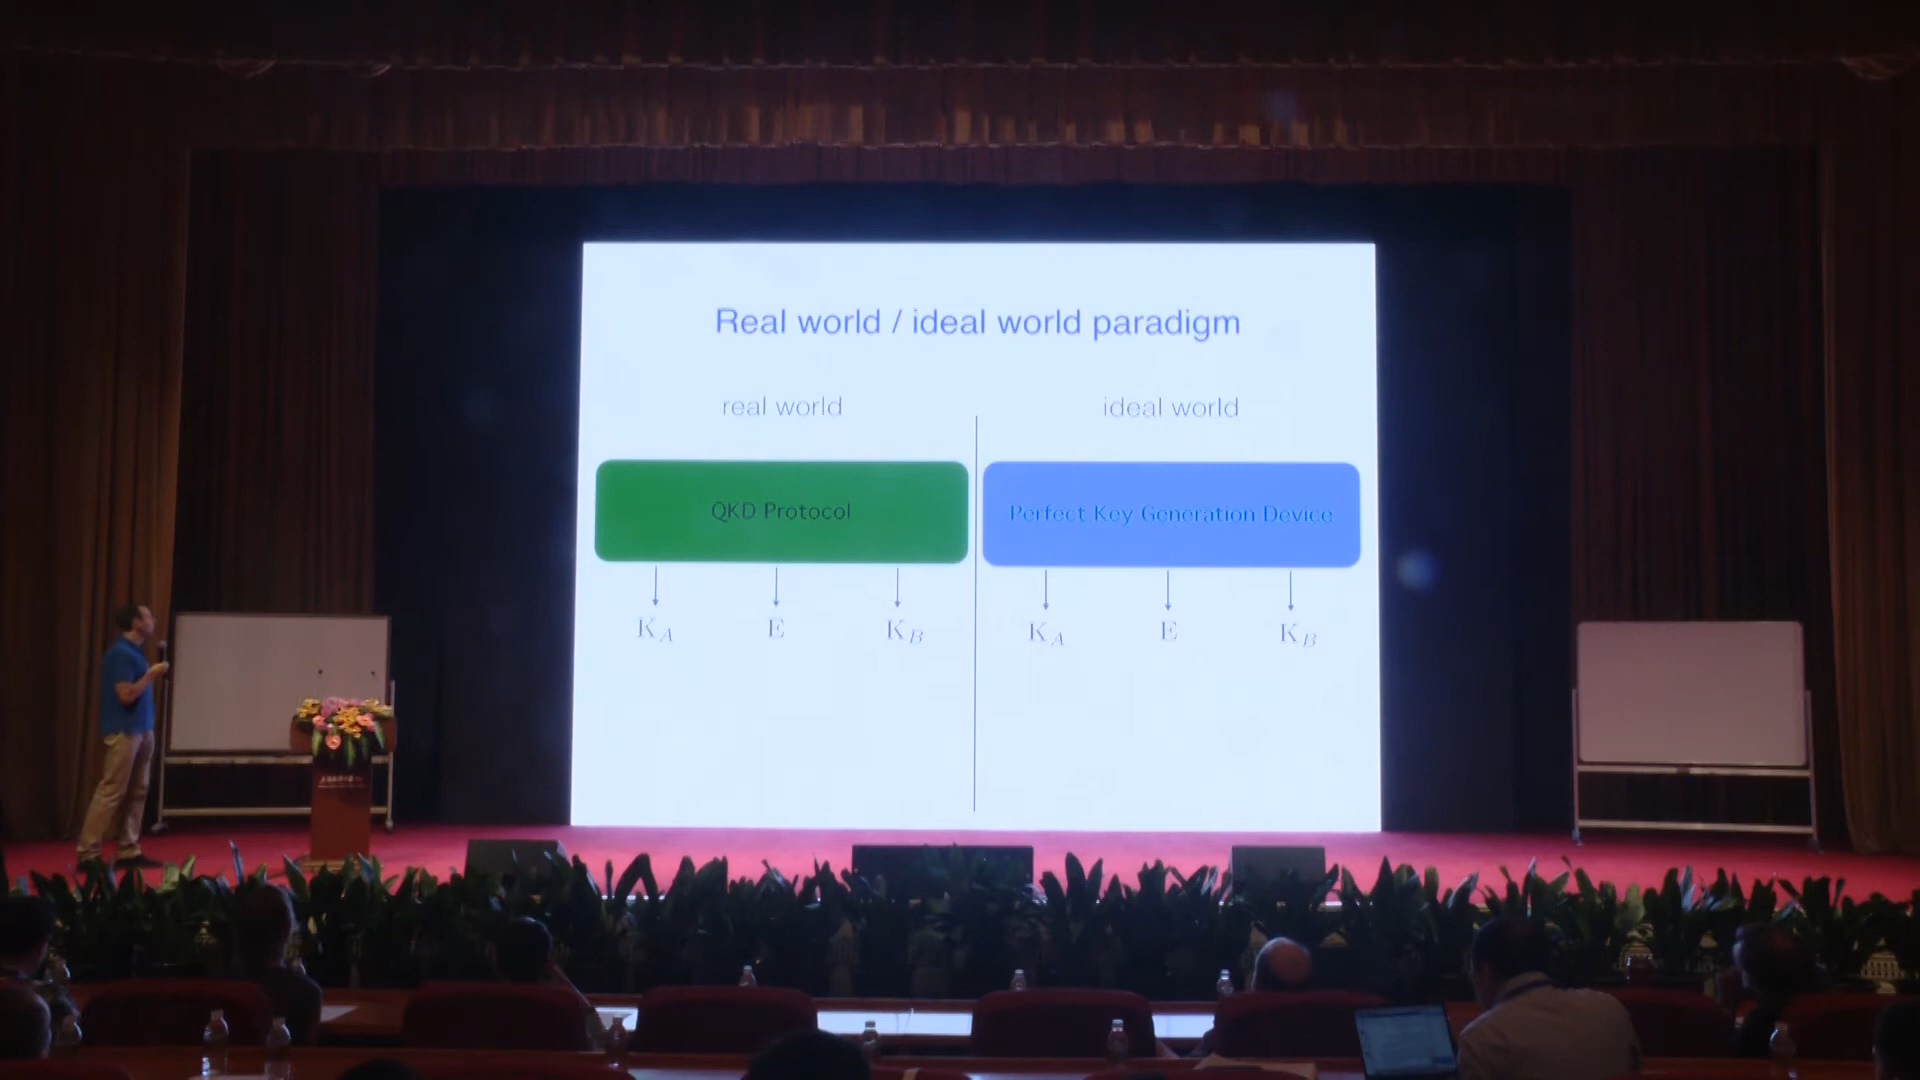 Real world / ideal world paradigm
real world
ideal world
QKD Protocol
Perfect Key Generation Device
K_A E K_B
K_A E K_B